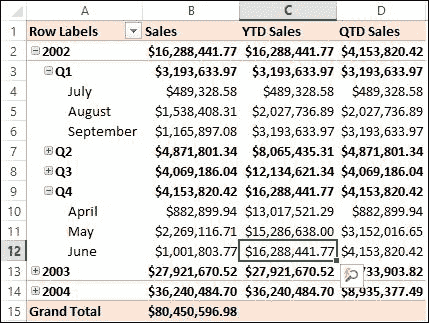 A B C D
1 Row Labels Sales YTD Sales QTD Sales
2 2002 $16,288,441.77 $16,288,441.77 $4,153,820.42
3 Q1 $3,193,633.97 $3,193,633.97 $3,193,633.97
4 July $489,328.58 $489,328.58 $489,328.58
5 August $1,538,408.31 $2,027,736.89 $2,027,736.89
6 September $1,165,897.08 $3,193,633.97 $3,193,633.97
7 Q2 $4,871,801.34 $8,065,435.31 $4,871,801.34
8 Q3 $4,069,186.04 $12,134,621.34 $4,069,186.04
9 Q4 $4,153,820.42 $16,288,441.77 $4,153,820.42
10 April $882,899.94 $13,017,521.29 $882,899.94
11 May $2,269,116.71 $15,286,638.00 $3,152,016.65
12 June $1,001,803.77 $16,288,441.77 $4,153,820.42
13 2003 $27,921,670.52 $27,921,670.52 733,903.82
14 2004 $36,240,484.70 $36,240,484.70 $8,935,377.49
15 Grand Total $80,450,596.98